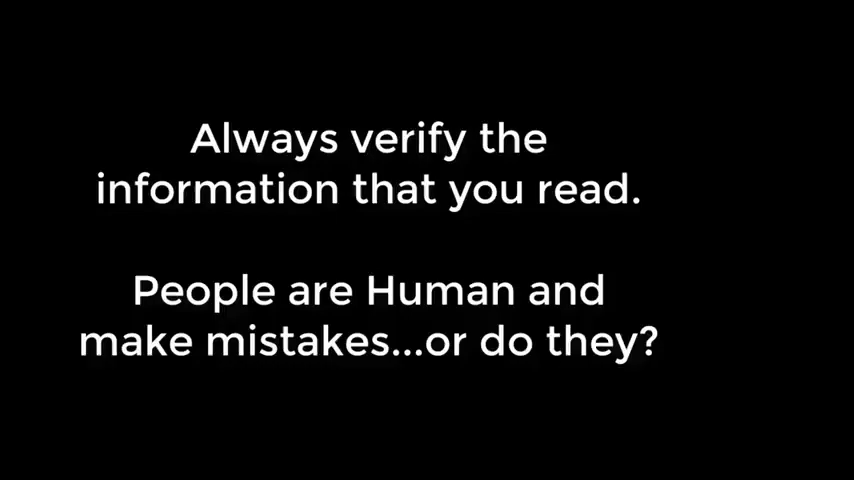 Always verify the
information that you read.
People are Human and
make mistakes...or do they?